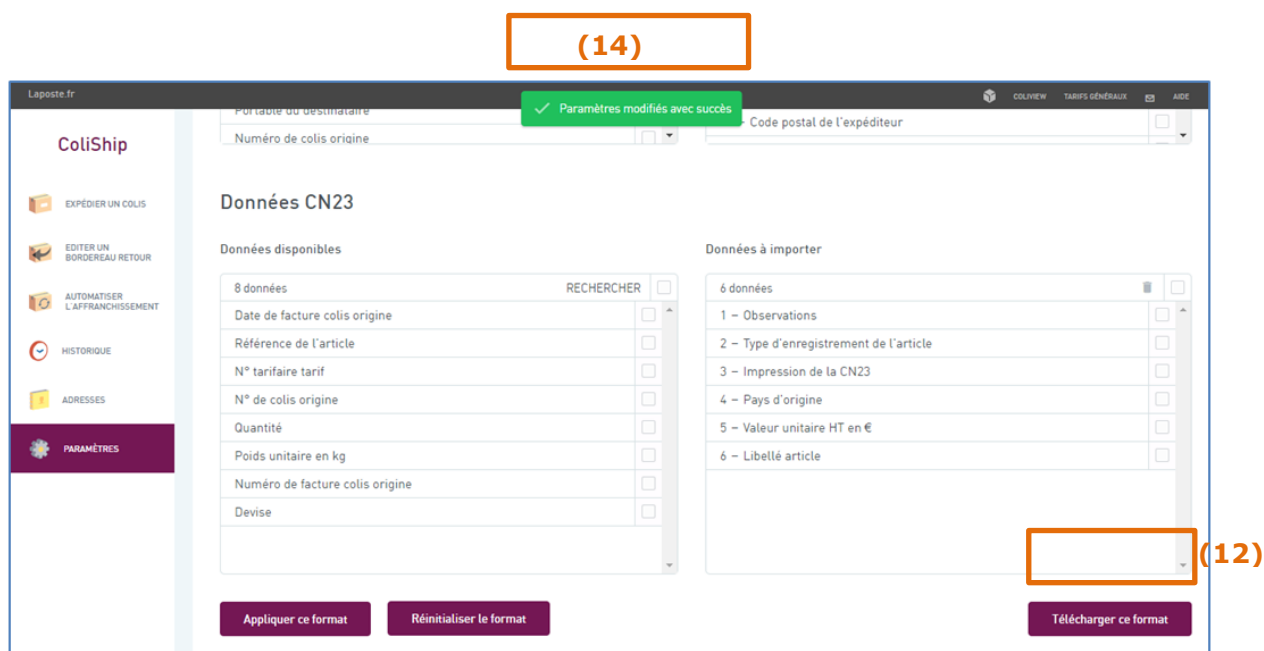 (14)
Laposte.fr
COLIVIEW TARIFS GÉNÉRAUX AIDE
Paramètres modifiés avec succès
Portable du destinataire
Code postal de l'expéditeur
Numéro de colis origine
ColiShip
EXPÉDIER UN COLIS
EDITER UN
BORDEREAU RETOUR
AUTOMATISER
L'AFFRANCHISSEMENT
HISTORIQUE
ADRESSES
PARAMÈTRES
Données CN23
Données disponibles
8 données RECHERCHER
Date de facture colis origine
Référence de l'article
N° tarifaire tarif
N° de colis origine
Quantité
Poids unitaire en kg
Numéro de facture colis origine
Devise
Données à importer
6 données
1 – Observations
2 – Type d'enregistrement de l'article
3 – Impression de la CN23
4 – Pays d'origine
5 – Valeur unitaire HT en €
6 – Libellé article
(12)
Appliquer ce format
Réinitialiser le format
Télécharger ce format